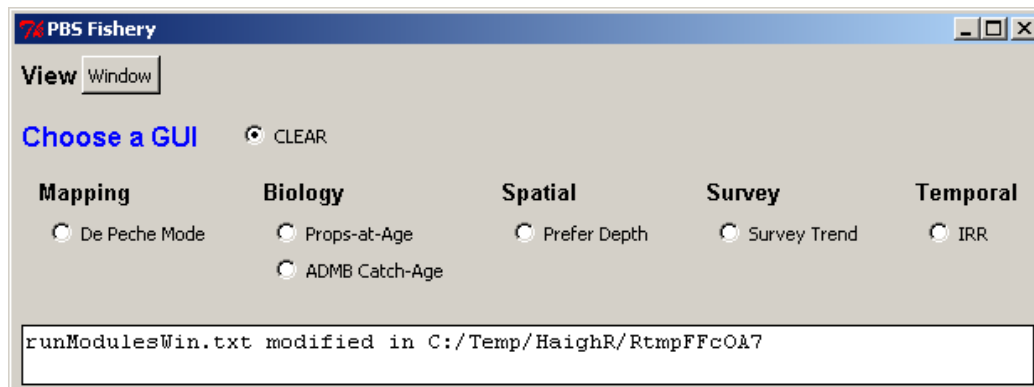 PBS Fishery
View Window
Choose a GUI CLEAR
Mapping Biology Spatial Survey Temporal
De Peche Mode Props-at-Age Prefer Depth Survey Trend IRR
ADMB Catch-Age
runModulesWin.txt modified in C:/Temp/HaighR/RtmpFFcOA7